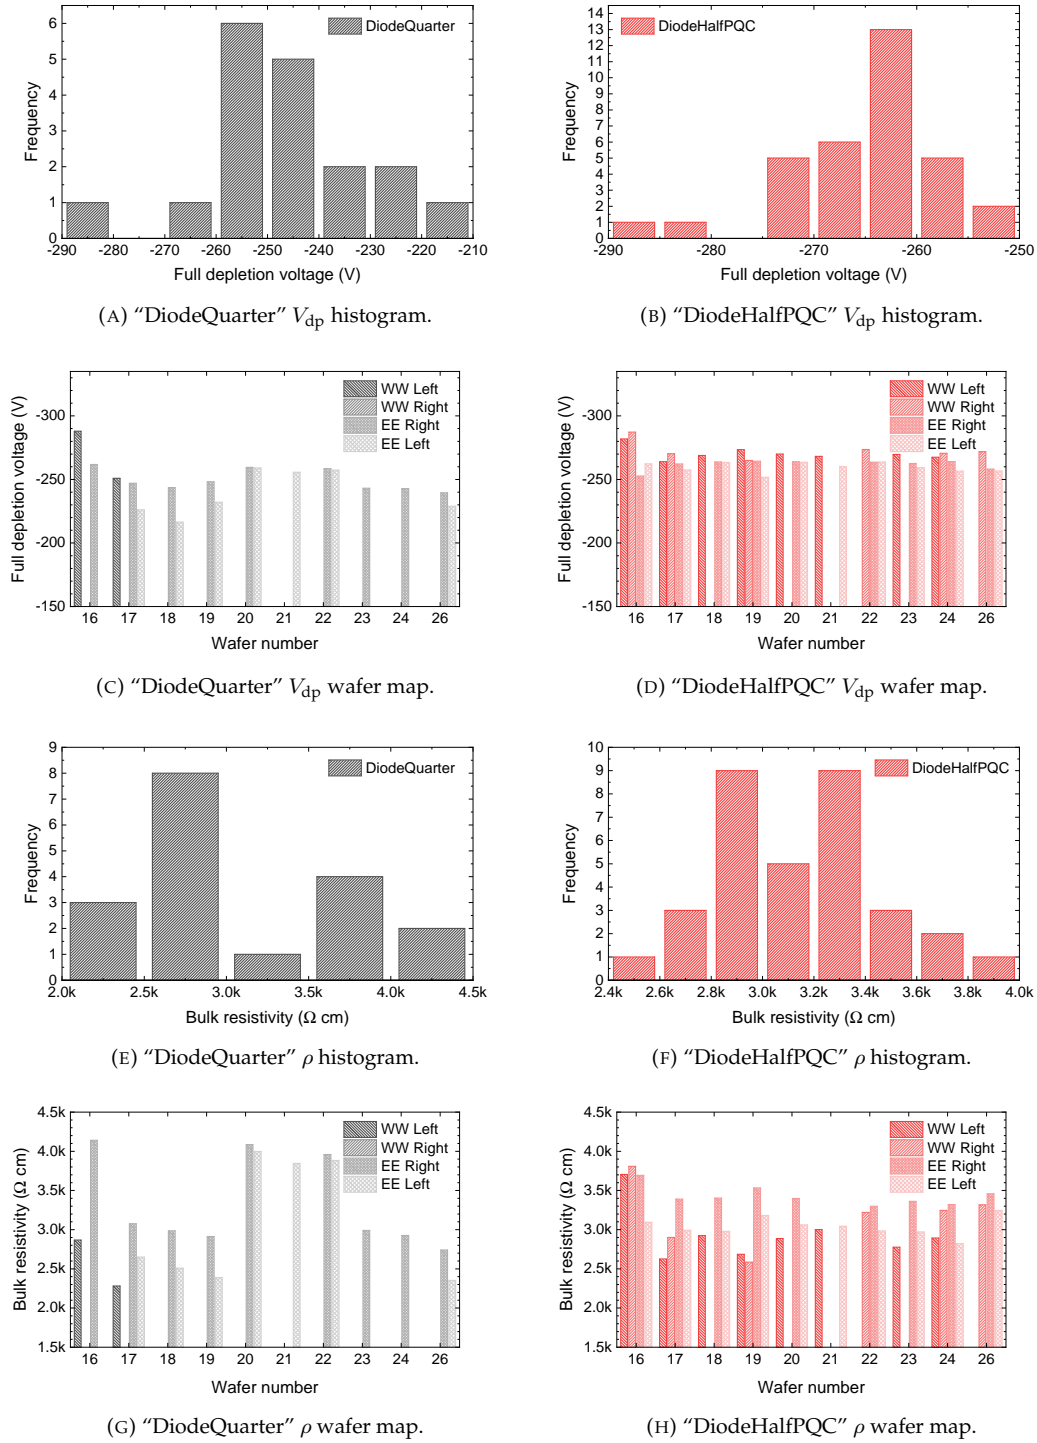 DiodeQuarter
Frequency
6
5
4
3
2
1
0
-290 -280 -270 -260 -250 -240 -230 -220 -210
Full depletion voltage (V)
(A) “DiodeQuarter” Vdp histogram.
DiodeHalfPQC
Frequency
14
13
12
11
10
9
8
7
6
5
4
3
2
1
0
-290 -280 -270 -260 -250
Full depletion voltage (V)
(B) “DiodeHalfPQC” Vdp histogram.
WW Left
WW Right
EE Right
EE Left
Full depletion voltage (V)
-300
-250
-200
-150
16 17 18 19 20 21 22 23 24 26
Wafer number
(C) “DiodeQuarter” Vdp wafer map.
WW Left
WW Right
EE Right
EE Left
Full depletion voltage (V)
-300
-250
-200
-150
16 17 18 19 20 21 22 23 24 26
Wafer number
(D) “DiodeHalfPQC” Vdp wafer map.
DiodeQuarter
Frequency
9
8
7
6
5
4
3
2
1
0
2.0k 2.5k 3.0k 3.5k 4.0k 4.5k
Bulk resistivity (Ω cm)
(E) “DiodeQuarter” ρ histogram.
DiodeHalfPQC
Frequency
10
9
8
7
6
5
4
3
2
1
0
2.4k 2.6k 2.8k 3.0k 3.2k 3.4k 3.6k 3.8k 4.0k
Bulk resistivity (Ω cm)
(F) “DiodeHalfPQC” ρ histogram.
WW Left
WW Right
EE Right
EE Left
Bulk resistivity (Ω cm)
4.5k
4.0k
3.5k
3.0k
2.5k
2.0k
1.5k
16 17 18 19 20 21 22 23 24 26
Wafer number
(G) “DiodeQuarter” ρ wafer map.
WW Left
WW Right
EE Right
EE Left
Bulk resistivity (Ω cm)
4.5k
4.0k
3.5k
3.0k
2.5k
2.0k
1.5k
16 17 18 19 20 21 22 23 24 26
Wafer number
(H) “DiodeHalfPQC” ρ wafer map.